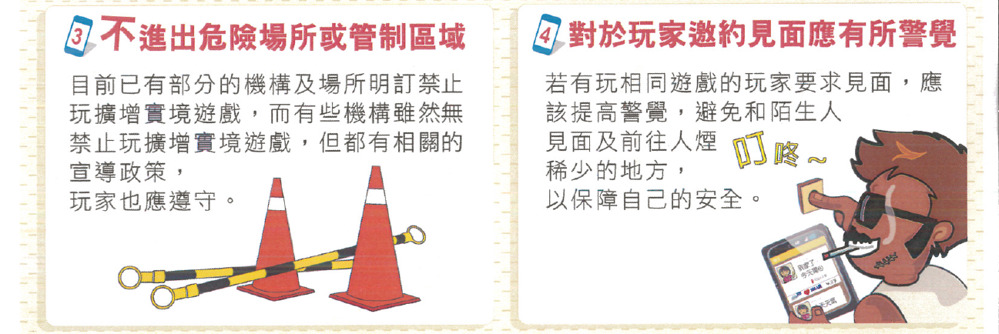 3 不進出危險場所或管制區域
目前已有部分的機構及場所明訂禁止
玩擴增實境遊戲，而有些機構雖然無
禁止玩擴增實境遊戲，但都有相關的
宣導政策，
玩家也應遵守。
4 對於玩家邀約見面應有所警覺
若有玩相同遊戲的玩家要求見面，應
該提高警覺，避免和陌生人
見面及前往人煙
稀少的地方，
以保障自己的安全。
叮咚~